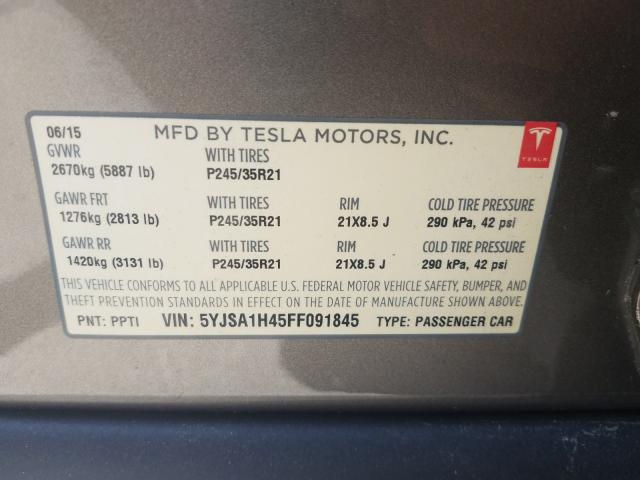 06/15 MFD BY TESLA MOTORS, INC.
GVWR WITH TIRES
2670kg (5887 lb) P245/35R21
TESLA
GAWR FRT WITH TIRES RIM COLD TIRE PRESSURE
1276kg (2813 lb) P245/35R21 21X8.5 J 290 kPa, 42 psi
GAWR RR WITH TIRES RIM COLD TIRE PRESSURE
1420kg (3131 lb) P245/35R21 21X8.5 J 290 kPa, 42 psi
THIS VEHICLE CONFORMS TO ALL APPLICABLE U.S. FEDERAL MOTOR VEHICLE SAFETY, BUMPER, AND
THEFT PREVENTION STANDARDS IN EFFECT ON THE DATE OF MANUFACTURE SHOWN ABOVE.
PNT: PPTI VIN: 5YJSA1H45FF091845 TYPE: PASSENGER CAR